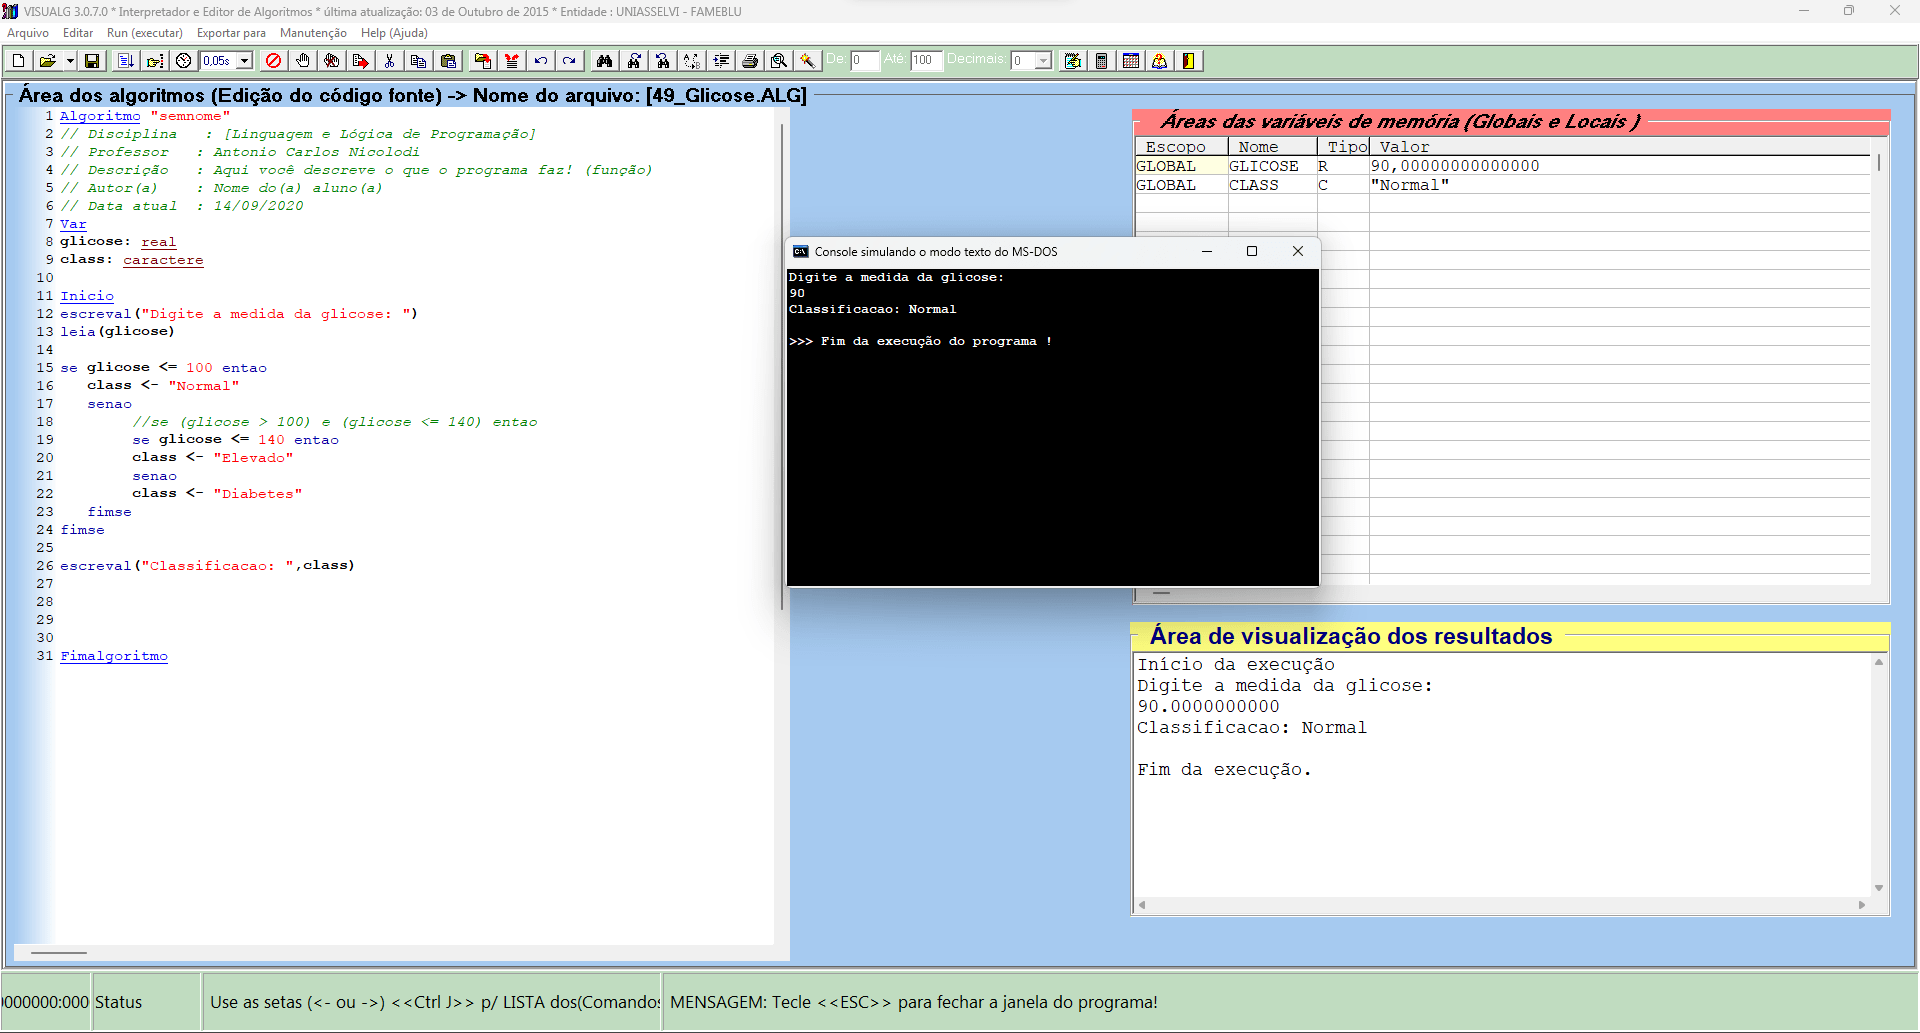 VISUALG 3.0.7.0 * Interpretador e Editor de Algoritmos * última atualização: 03 de Outubro de 2015 * Entidade : UNIASSELVI - FAMEBLU
Arquivo Editar Run (executar) Exportar para Manutenção Help (Ajuda)
0,05s De: 0 Até: 100 Decimais: 0
Área dos algoritmos (Edição do código fonte) -> Nome do arquivo: [49_Glicose.ALG]
1 Algoritmo "semnome"
2 // Disciplina : [Linguagem e Lógica de Programação]
3 // Professor : Antonio Carlos Nicolodi
4 // Descrição : Aqui você descreve o que o programa faz! (função)
5 // Autor(a) : Nome do(a) aluno(a)
6 // Data atual : 14/09/2020
7 Var
8 glicose: real
9 class: caractere
10
11 Inicio
12 escreval("Digite a medida da glicose: ")
13 leia(glicose)
14
15 se glicose <= 100 entao
16 class <- "Normal"
17 senao
18 //se (glicose > 100) e (glicose <= 140) entao
19 se glicose <= 140 entao
20 class <- "Elevado"
21 senao
22 class <- "Diabetes"
23 fimse
24 fimse
25
26 escreval("Classificacao: ",class)
27
28
29
30
31 Fimalgoritmo
Áreas das variáveis de memória (Globais e Locais )
Escopo Nome Tipo Valor
GLOBAL GLICOSE R 90,00000000000000
GLOBAL CLASS C "Normal"
Console simulando o modo texto do MS-DOS
Digite a medida da glicose:
90
Classificacao: Normal
>>> Fim da execução do programa !
Área de visualização dos resultados
Início da execução
Digite a medida da glicose:
90.0000000000
Classificacao: Normal
Fim da execução.
0000000:000 Status Use as setas (<- ou ->) <<Ctrl J>> p/ LISTA dos(Comandos MENSAGEM: Tecle <<ESC>> para fechar a janela do programa!